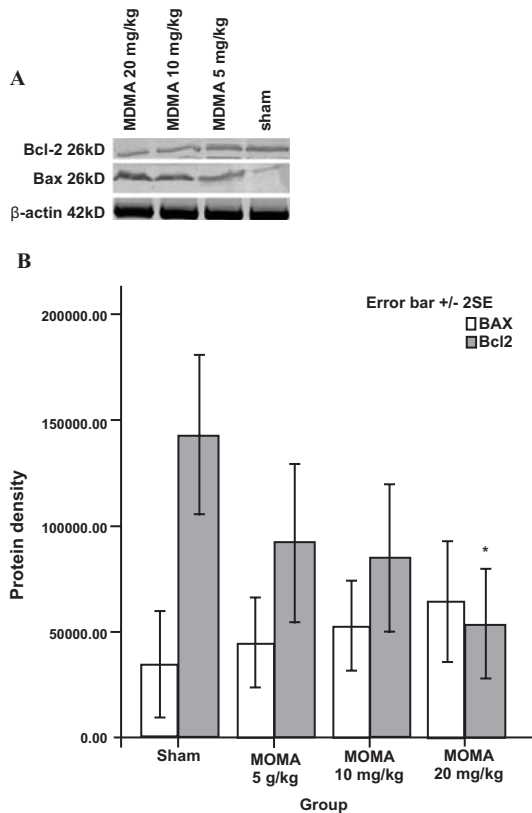 A
MDMA 20 mg/kg
MDMA 10 mg/kg
MDMA 5 mg/kg
sham
Bcl-2 26kD
Bax 26kD
β-actin 42kD
B
Error bar +/- 2SE
BAX
Bcl2
200000.00
150000.00
100000.00
50000.00
0.00
Protein density
*
Sham
MOMA
5 g/kg
MOMA
10 mg/kg
MOMA
20 mg/kg
Group